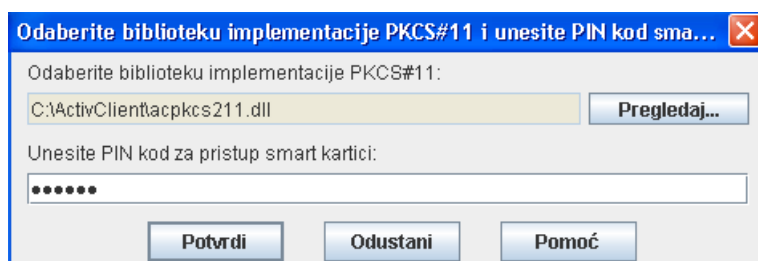 Odaberite biblioteku implementacije PKCS#11 i unesite PIN kod sma...
Odaberite biblioteku implementacije PKCS#11:
C:\ActivClient\acpkcs211.dll
Pregledaj...
Unesite PIN kod za pristup smart kartici:
••••••
Potvrdi Odustani Pomoć